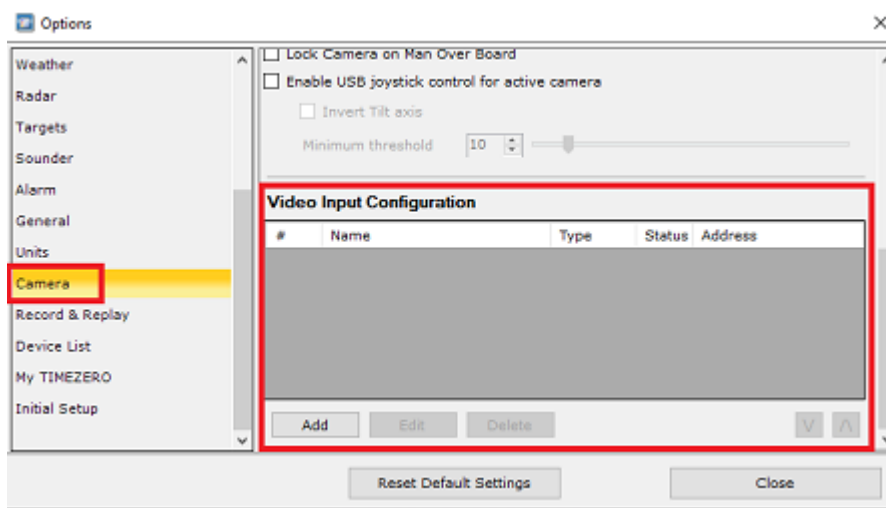 Options
Weather
Radar
Targets
Sounder
Alarm
General
Units
Camera
Record & Replay
Device List
My TIMEZERO
Initial Setup
Lock Camera on Man Over Board
Enable USB joystick control for active camera
Invert Tilt axis
Minimum threshold 10
Video Input Configuration
# Name Type Status Address
Add Edit Delete
Reset Default Settings Close